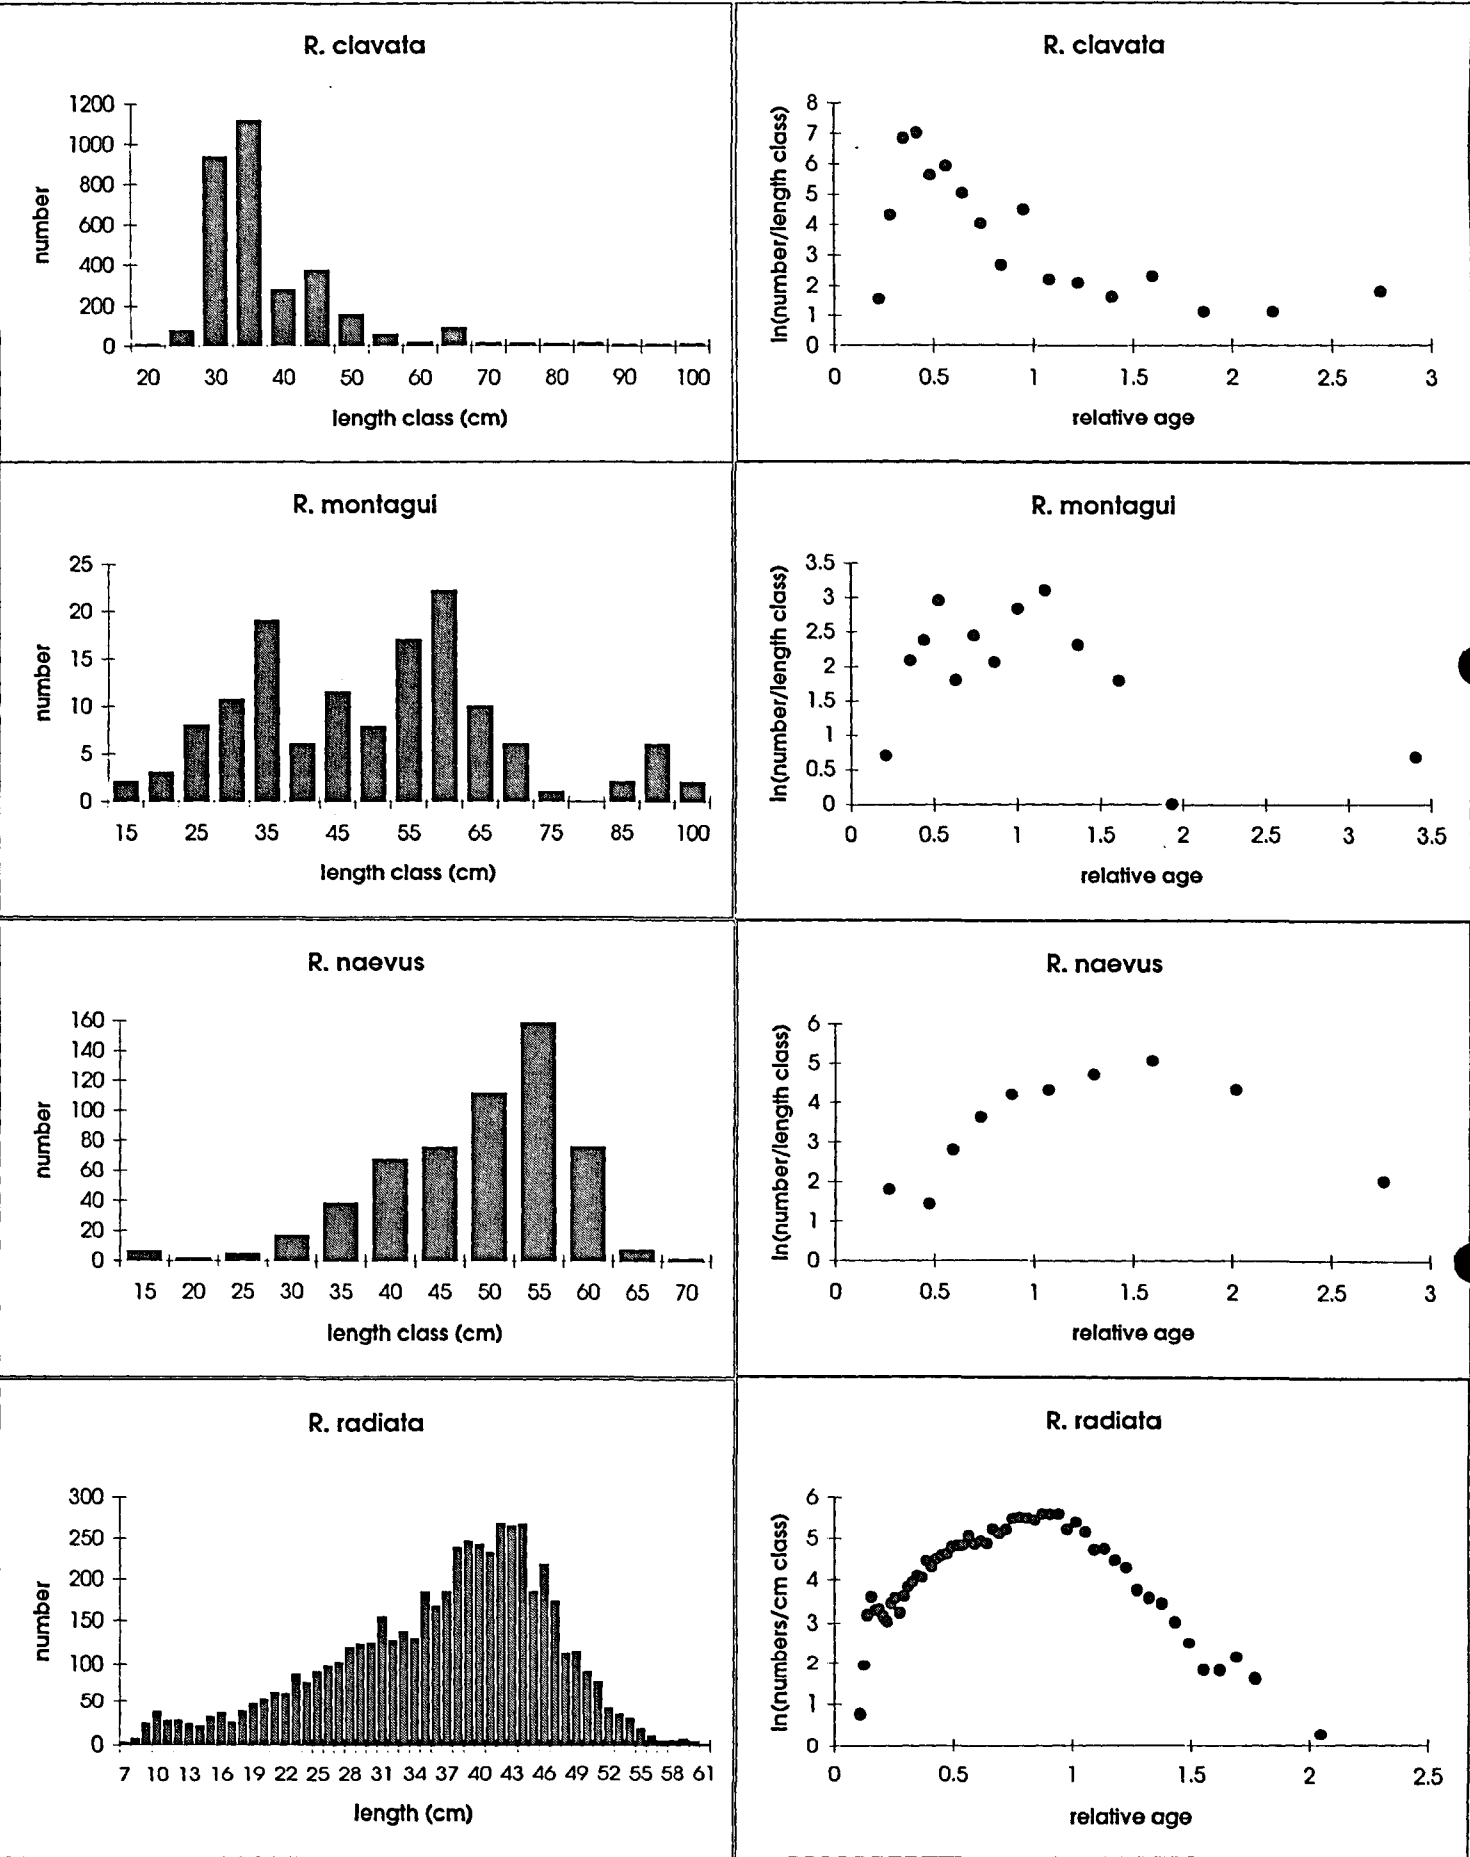 R. clavata
1200
1000
800
600
400
200
0
number
20 30 40 50 60 70 80 90 100
length class (cm)
R. clavata
8
7
6
5
4
3
2
1
0
ln(number/length class)
0 0.5 1 1.5 2 2.5 3
relative age
R. montagui
25
20
15
10
5
0
number
15 25 35 45 55 65 75 85 100
length class (cm)
R. montagui
3.5
3
2.5
2
1.5
1
0.5
0
ln(number/length class)
0 0.5 1 1.5 2 2.5 3 3.5
relative age
R. naevus
160
140
120
100
80
60
40
20
0
number
15 20 25 30 35 40 45 50 55 60 65 70
length class (cm)
R. naevus
6
5
4
3
2
1
0
ln(number/length class)
0 0.5 1 1.5 2 2.5 3
relative age
R. radiata
300
250
200
150
100
50
0
number
7 10 13 16 19 22 25 28 31 34 37 40 43 46 49 52 55 58 61
length (cm)
R. radiata
6
5
4
3
2
1
0
ln(numbers/cm class)
0 0.5 1 1.5 2 2.5
relative age